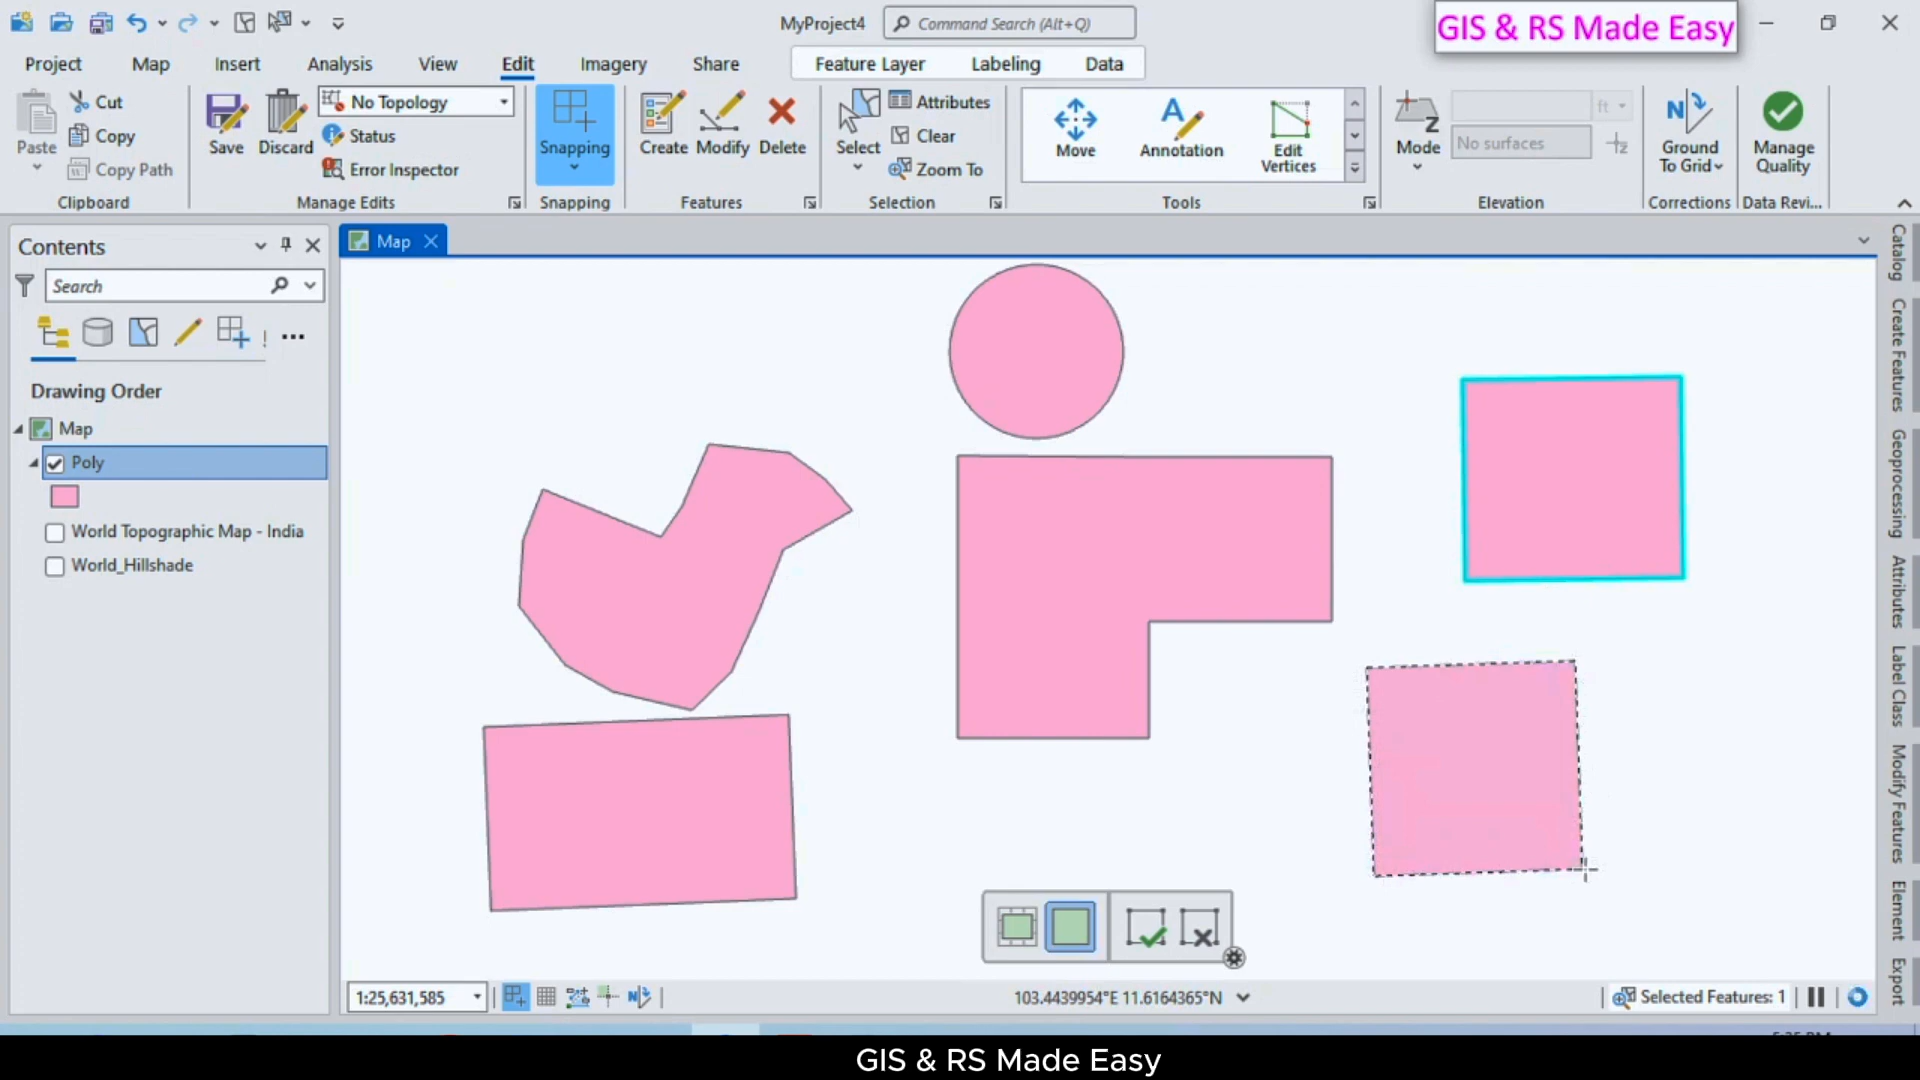 MyProject4
Command Search (Alt+Q)
GIS & RS Made Easy
Project
Map
Insert
Analysis
View
Edit
Imagery
Share
Feature Layer
Labeling
Data
Paste
Cut
Copy
Copy Path
Clipboard
Save
Discard
No Topology
Status
Error Inspector
Manage Edits
Snapping
Snapping
Create
Modify
Delete
Features
Select
Attributes
Clear
Zoom To
Selection
Move
Annotation
Edit
Vertices
Tools
Mode
ft
No surfaces
Elevation
Ground
To Grid
Corrections
Manage
Quality
Data Revi...
Contents
Search
Drawing Order
Map
Poly
World Topographic Map - India
World_Hillshade
Map
Catalog
Create Features
Geoprocessing
Attributes
Label Class
Modify Features
Element
Export
1:25,631,585
103.4439954°E 11.6164365°N
Selected Features: 1
GIS & RS Made Easy